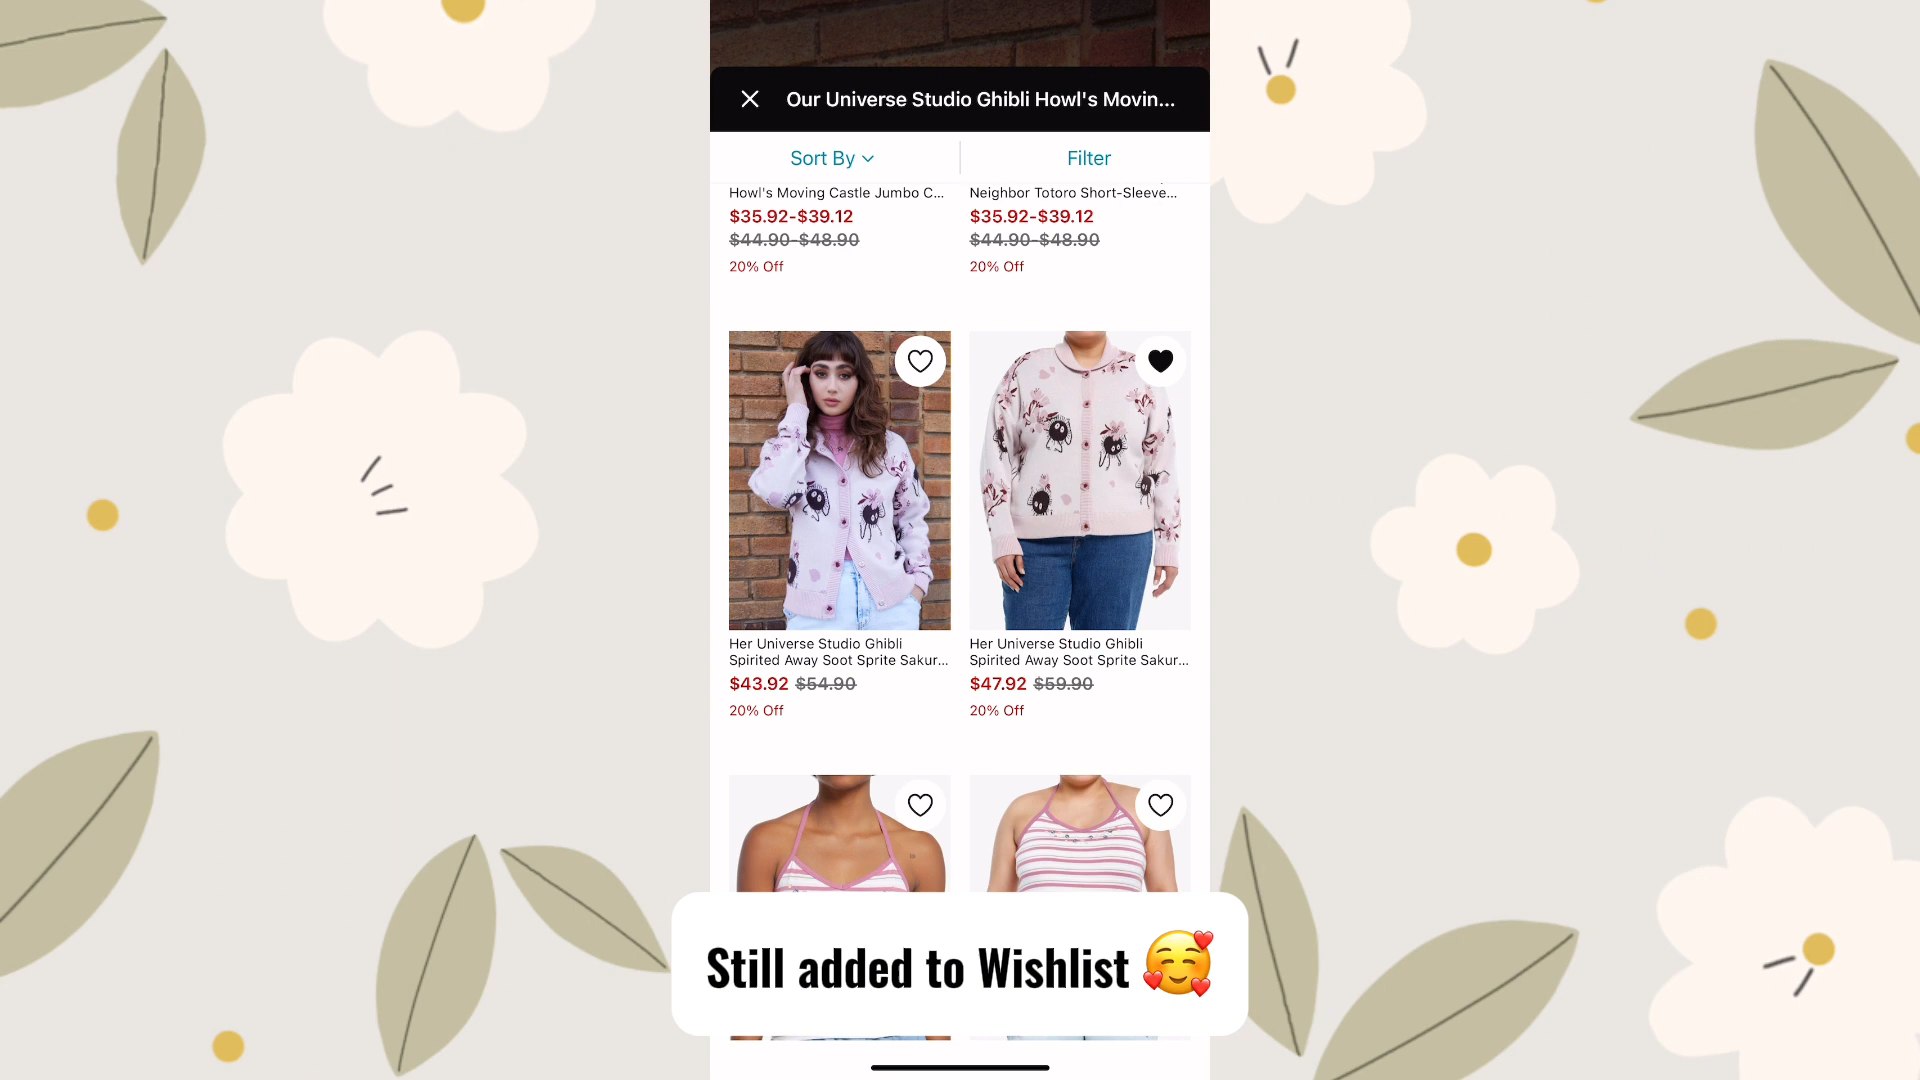 Our Universe Studio Ghibli Howl's Movin...
Sort By
Filter
Howl's Moving Castle Jumbo C...
$35.92-$39.12
$44.90-$48.90
20% Off
Neighbor Totoro Short-Sleeve...
$35.92-$39.12
$44.90-$48.90
20% Off
Her Universe Studio Ghibli
Spirited Away Soot Sprite Sakur...
$43.92 $54.90
20% Off
Her Universe Studio Ghibli
Spirited Away Soot Sprite Sakur...
$47.92 $59.90
20% Off
Still added to Wishlist 🥰